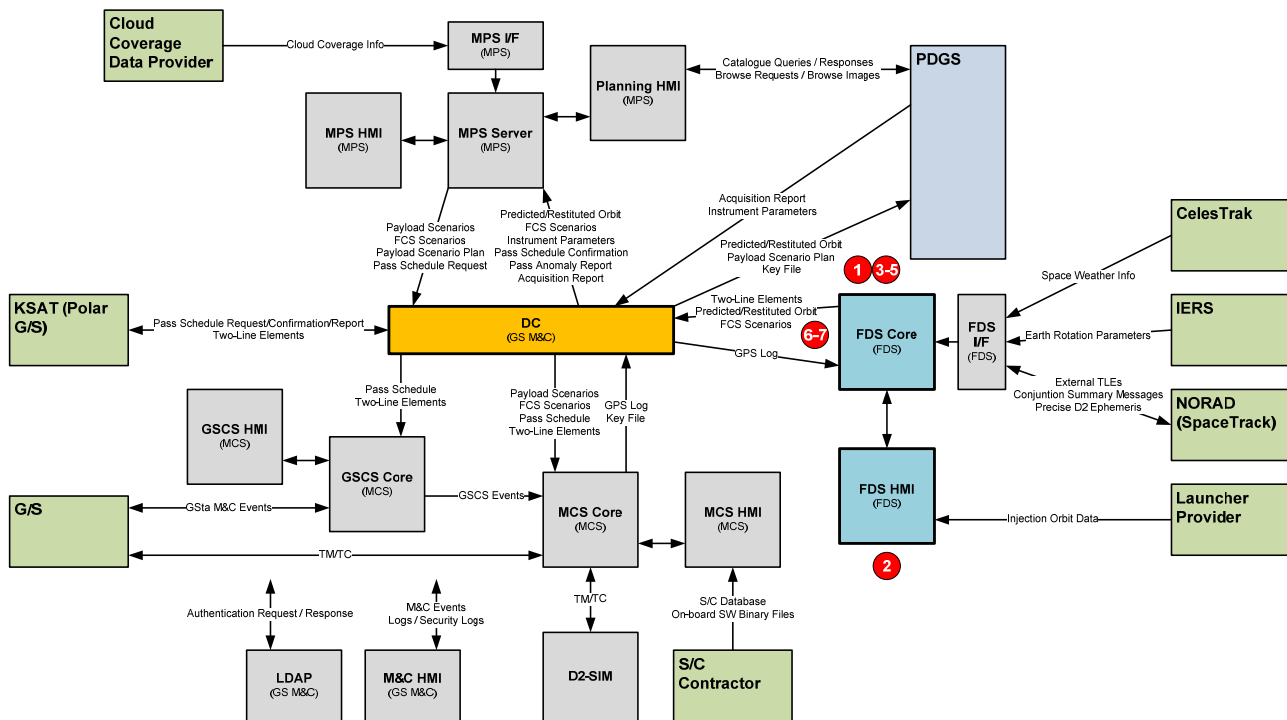 Cloud
Coverage
Data Provider
Cloud Coverage Info
MPS I/F
(MPS)
Planning HMI
(MPS)
Catalogue Queries / Responses
Browse Requests / Browse Images
PDGS
MPS HMI
(MPS)
MPS Server
(MPS)
Payload Scenarios
FCS Scenarios
Payload Scenario Plan
Pass Schedule Request
Predicted/Restituted Orbit
FCS Scenarios
Instrument Parameters
Pass Schedule Confirmation
Pass Anomaly Report
Acquisition Report
Acquisition Report
Instrument Parameters
Predicted/Restituted Orbit
Payload Scenario Plan
Key File
CelesTrak
Space Weather Info
1
3-5
KSAT (Polar
G/S)
Pass Schedule Request/Confirmation/Report
Two-Line Elements
DC
(GS M&C)
Two-Line Elements
Predicted/Restituted Orbit
FCS Scenarios
6-7
GPS Log
FDS Core
(FDS)
FDS
I/F
(FDS)
Earth Rotation Parameters
IERS
External TLEs
Conjuntion Summary Messages
Precise D2 Ephemeris
NORAD
(SpaceTrack)
Pass Schedule
Two-Line Elements
Payload Scenarios
FCS Scenarios
Pass Schedule
Two-Line Elements
GPS Log
Key File
GSCS HMI
(MCS)
GSCS Core
(MCS)
GSCS Events
MCS Core
(MCS)
MCS HMI
(MCS)
FDS HMI
(FDS)
Injection Orbit Data
Launcher
Provider
2
G/S
GSta M&C Events
TM/TC
Authentication Request / Response
M&C Events
Logs / Security Logs
TM/TC
S/C Database
On-board SW Binary Files
LDAP
(GS M&C)
M&C HMI
(GS M&C)
D2-SIM
S/C
Contractor